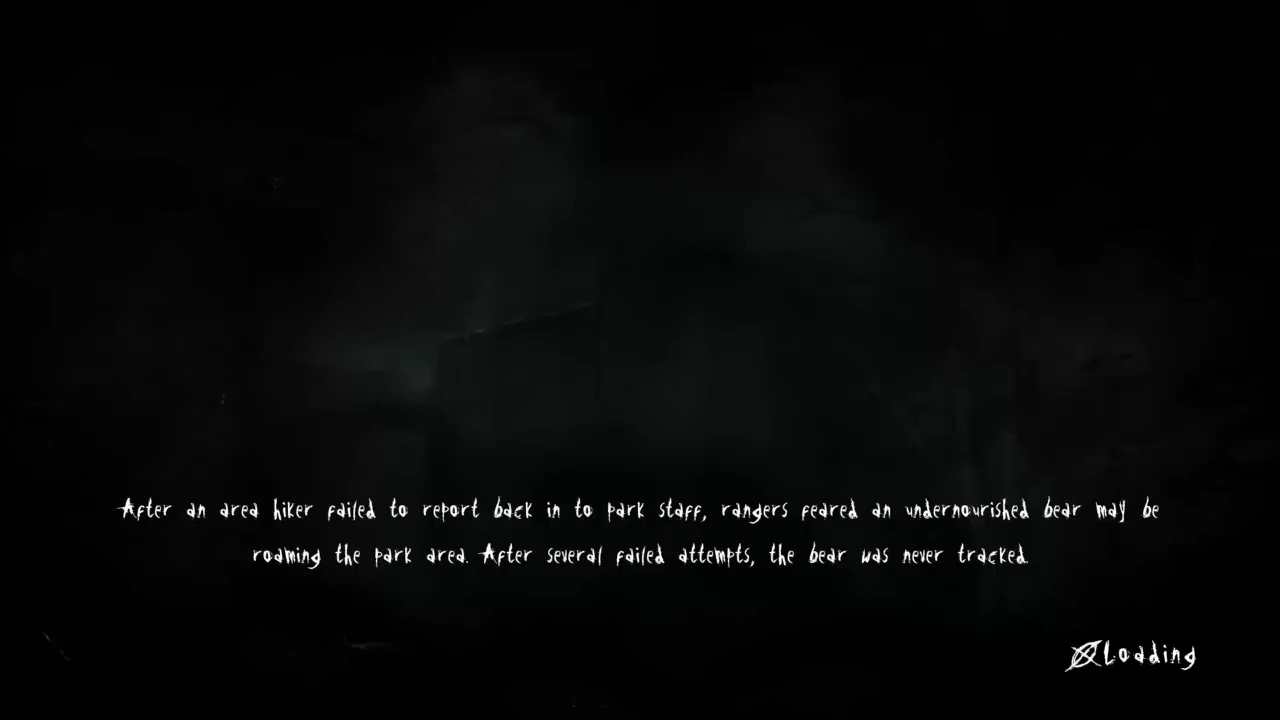 After an area hiker failed to report back in to park staff, rangers feared an undernourished bear may be
roaming the park area. After several failed attempts, the bear was never tracked.
Loading